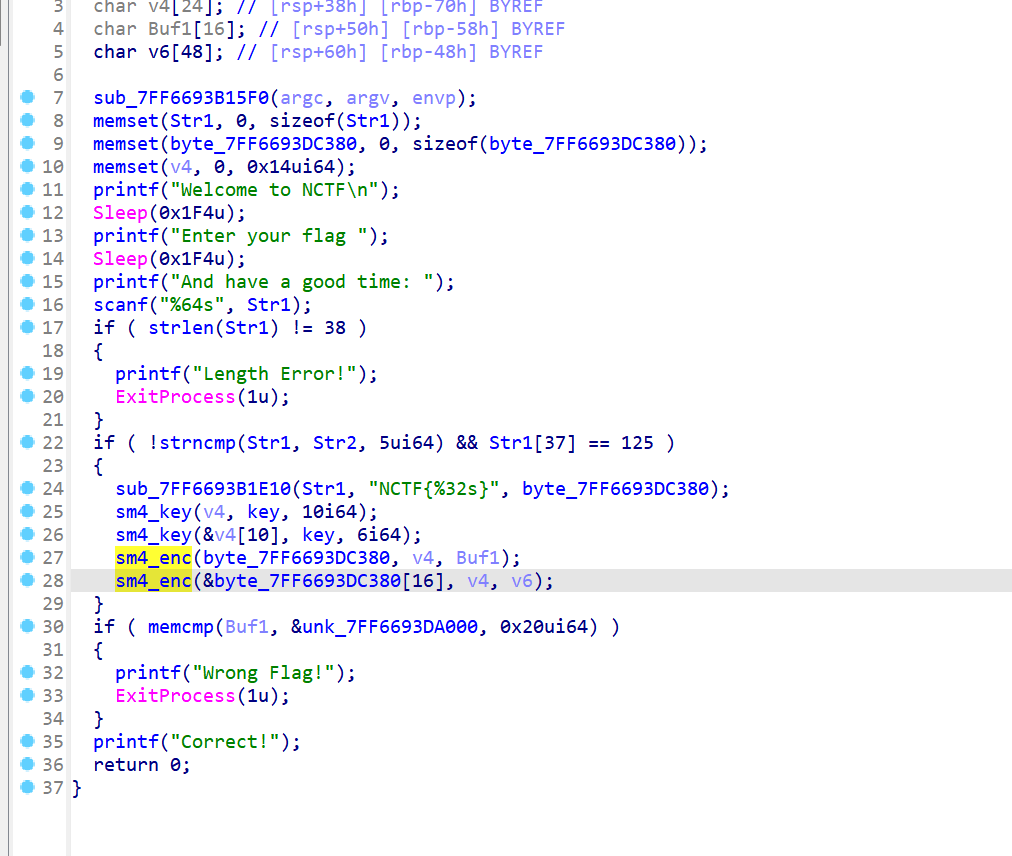 3 char v4[24]; // [rsp+38h] [rbp-70h] BYREF
4 char Buf1[16]; // [rsp+50h] [rbp-58h] BYREF
5 char v6[48]; // [rsp+60h] [rbp-48h] BYREF
6
7 sub_7FF6693B15F0(argc, argv, envp);
8 memset(Str1, 0, sizeof(Str1));
9 memset(byte_7FF6693DC380, 0, sizeof(byte_7FF6693DC380));
10 memset(v4, 0, 0x14ui64);
11 printf("Welcome to NCTF\n");
12 Sleep(0x1F4u);
13 printf("Enter your flag ");
14 Sleep(0x1F4u);
15 printf("And have a good time: ");
16 scanf("%64s", Str1);
17 if ( strlen(Str1) != 38 )
18 {
19 printf("Length Error!");
20 ExitProcess(1u);
21 }
22 if ( !strncmp(Str1, Str2, 5ui64) && Str1[37] == 125 )
23 {
24 sub_7FF6693B1E10(Str1, "NCTF{%32s}", byte_7FF6693DC380);
25 sm4_key(v4, key, 10i64);
26 sm4_key(&v4[10], key, 6i64);
27 sm4_enc(byte_7FF6693DC380, v4, Buf1);
28 sm4_enc(&byte_7FF6693DC380[16], v4, v6);
29 }
30 if ( memcmp(Buf1, &unk_7FF6693DA000, 0x20ui64) )
31 {
32 printf("Wrong Flag!");
33 ExitProcess(1u);
34 }
35 printf("Correct!");
36 return 0;
37 }